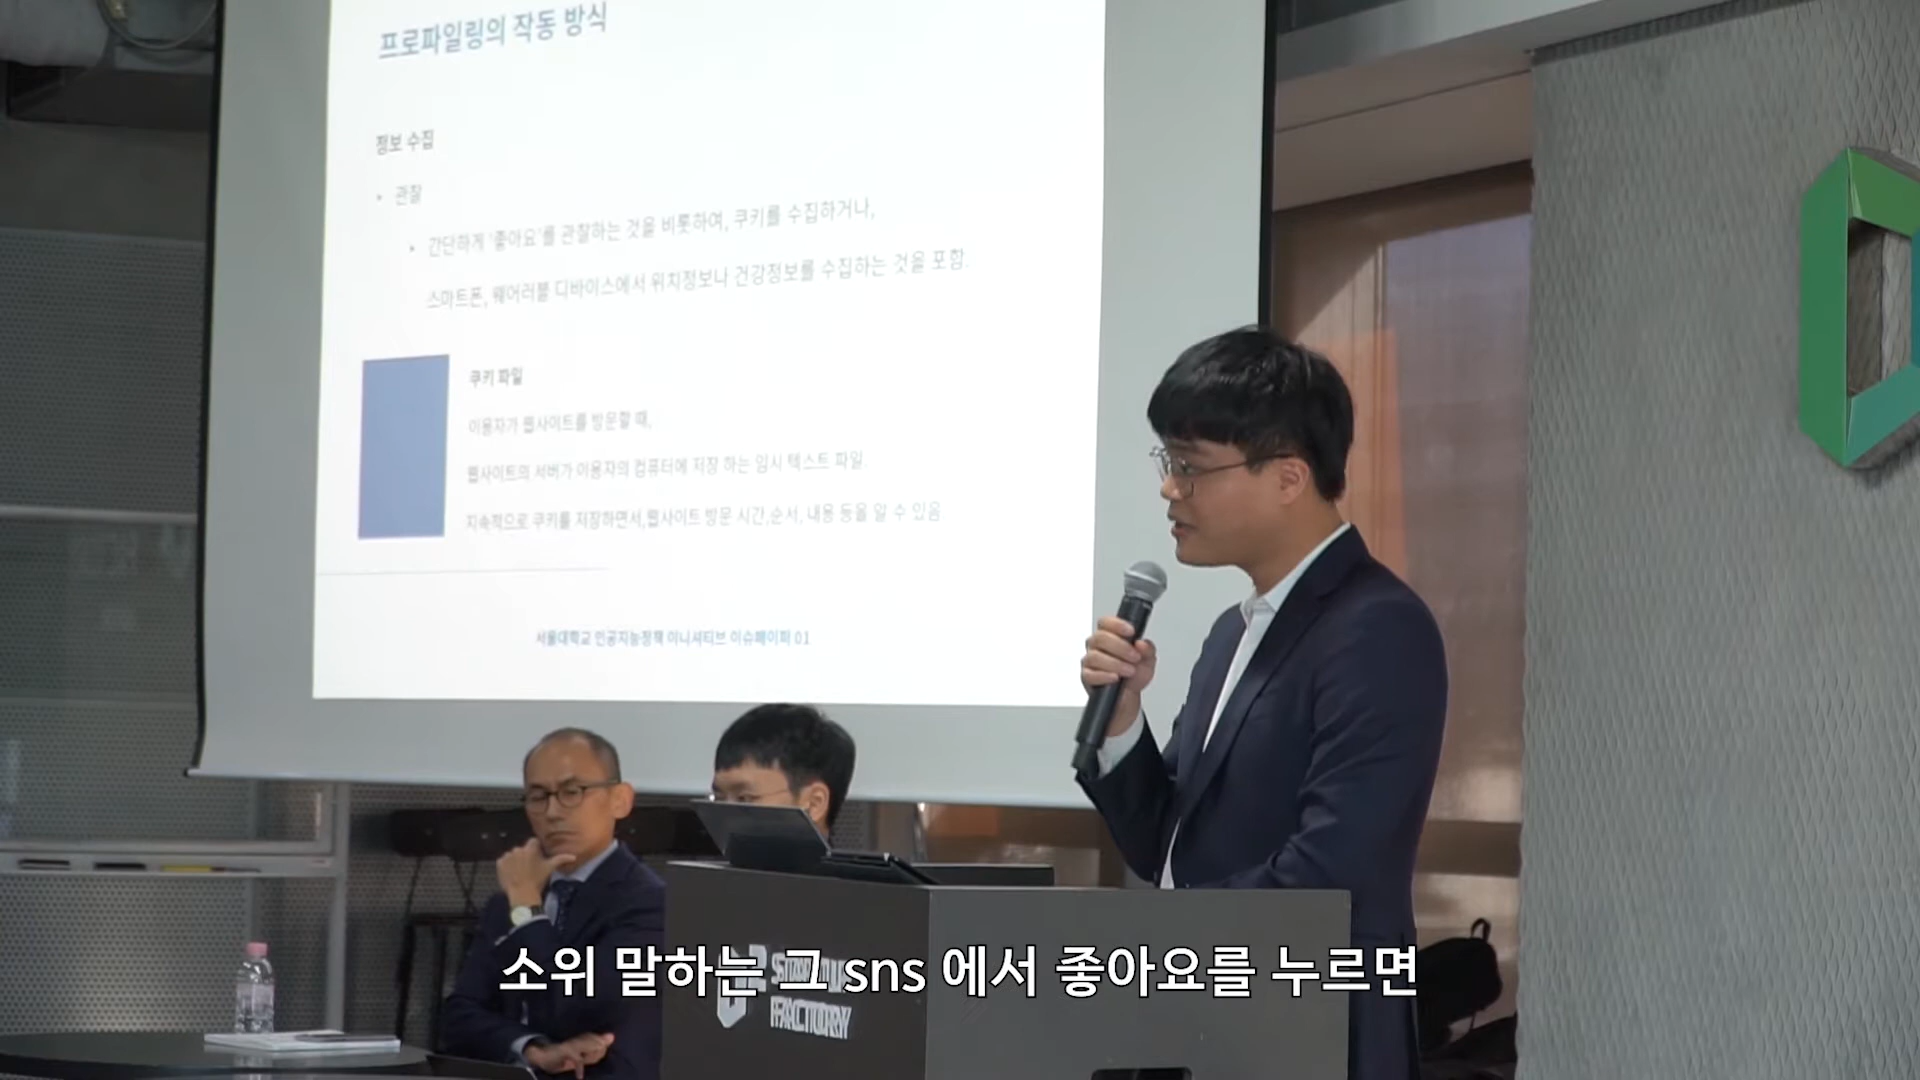 프로파일링의 작동 방식
정보 수집
• 관찰
• 간단하게 '좋아요'를 관찰하는 것을 비롯하여, 쿠키를 수집하거나,
스마트폰, 웨어러블 디바이스에서 위치정보나 건강정보를 수집하는 것을 포함.
쿠키 파일
이용자가 웹사이트를 방문할 때,
웹사이트의 서버가 이용자의 컴퓨터에 저장 하는 임시 텍스트 파일.
지속적으로 쿠키를 저장하면서,웹사이트 방문 시간,순서, 내용 등을 알 수 있음
서울대학교 인공지능정책 이니셔티브 이슈페이퍼 01
소위 말하는 그 sns 에서 좋아요를 누르면
FACTORY